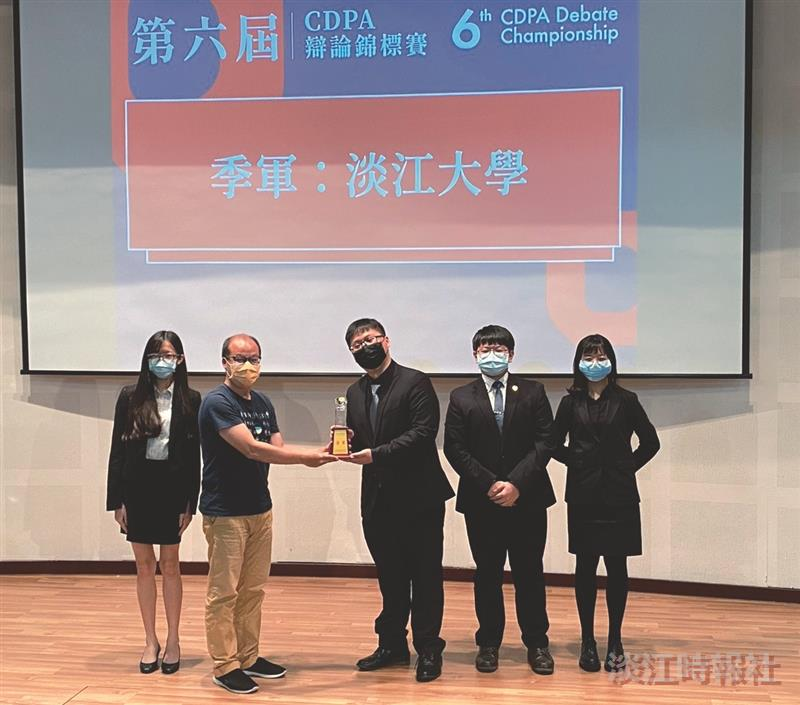 第六屆
CDPA
辯論錦標賽
6th
CDPA Debate
Championship
季軍：淡江大學
淡江時報社